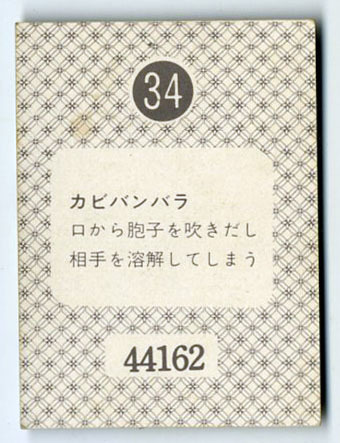 34
カビバンバラ
口から胞子を吹きだし
相手を溶解してしまう
44162